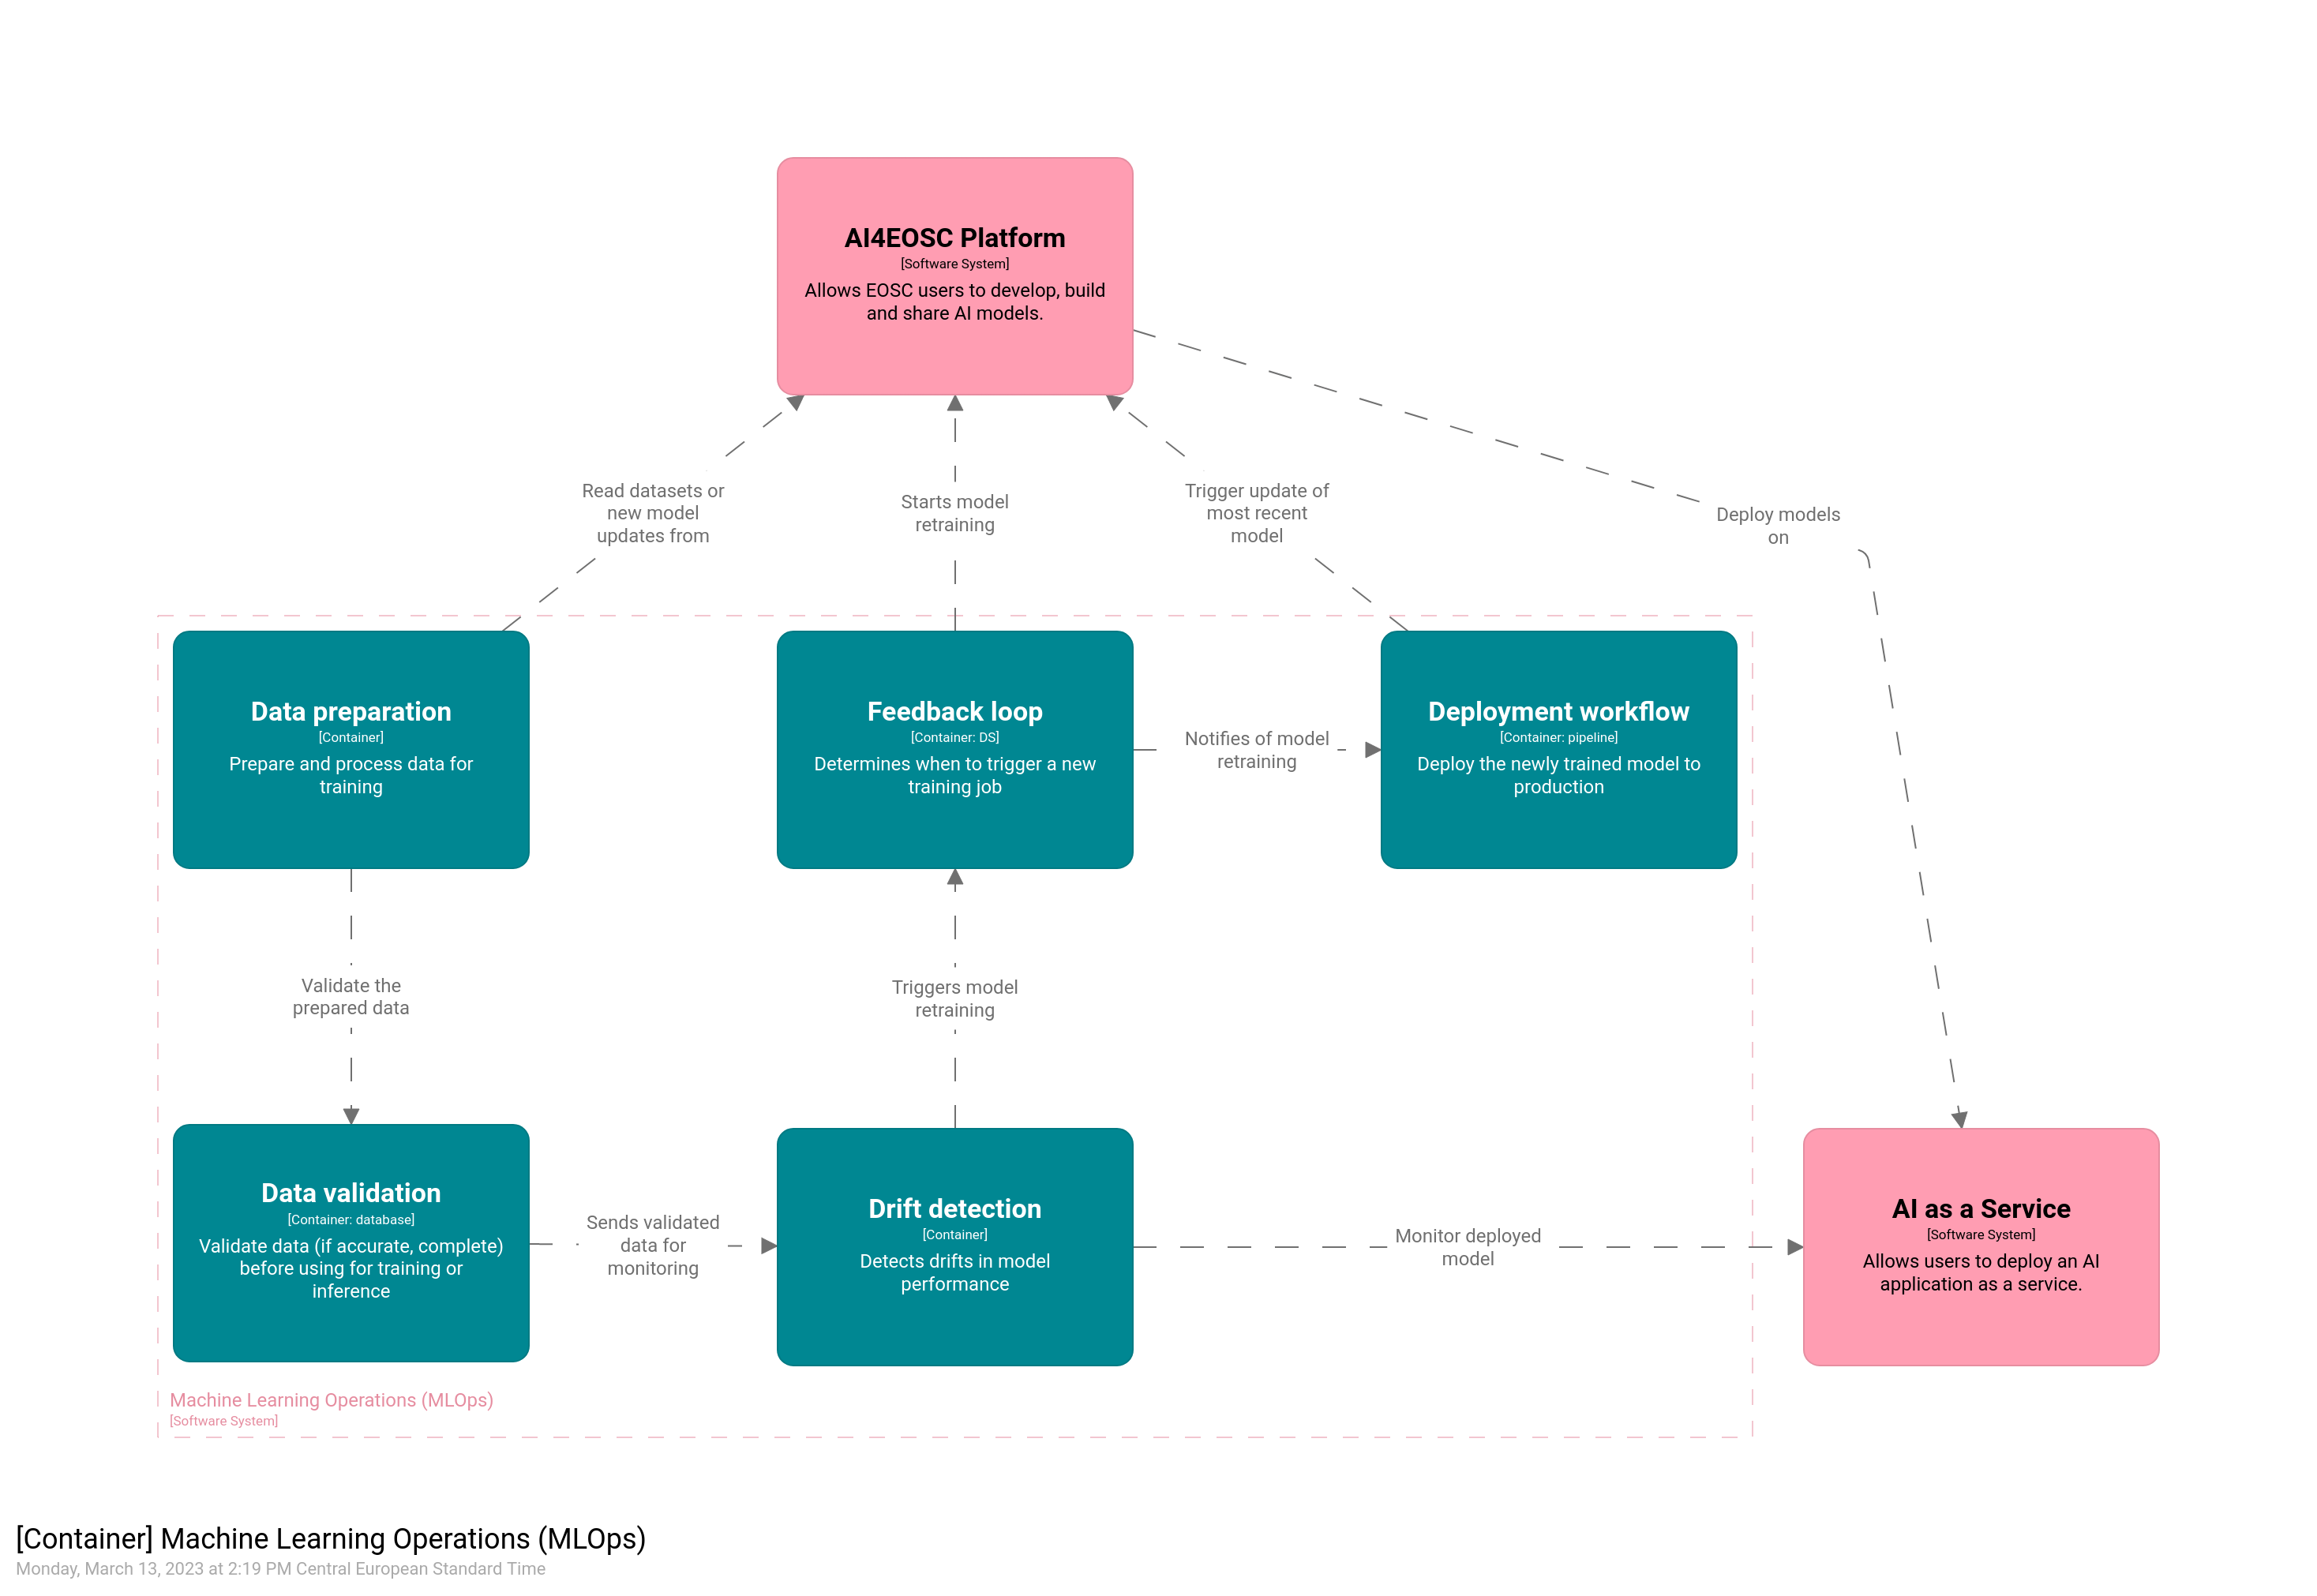 AI4EOSC Platform
[Software System]
Allows EOSC users to develop, build
and share AI models.
Read datasets or
new model
updates from
Starts model
retraining
Trigger update of
most recent
model
Deploy models
on
Data preparation
[Container]
Prepare and process data for
training
Feedback loop
[Container: DS]
Determines when to trigger a new
training job
Notifies of model
retraining
Deployment workflow
[Container: pipeline]
Deploy the newly trained model to
production
Validate the
prepared data
Triggers model
retraining
Data validation
[Container: database]
Validate data (if accurate, complete)
before using for training or
inference
Sends validated
data for
monitoring
Drift detection
[Container]
Detects drifts in model
performance
Monitor deployed
model
AI as a Service
[Software System]
Allows users to deploy an AI
application as a service.
Machine Learning Operations (MLOps)
[Software System]
[Container] Machine Learning Operations (MLOps)
Monday, March 13, 2023 at 2:19 PM Central European Standard Time